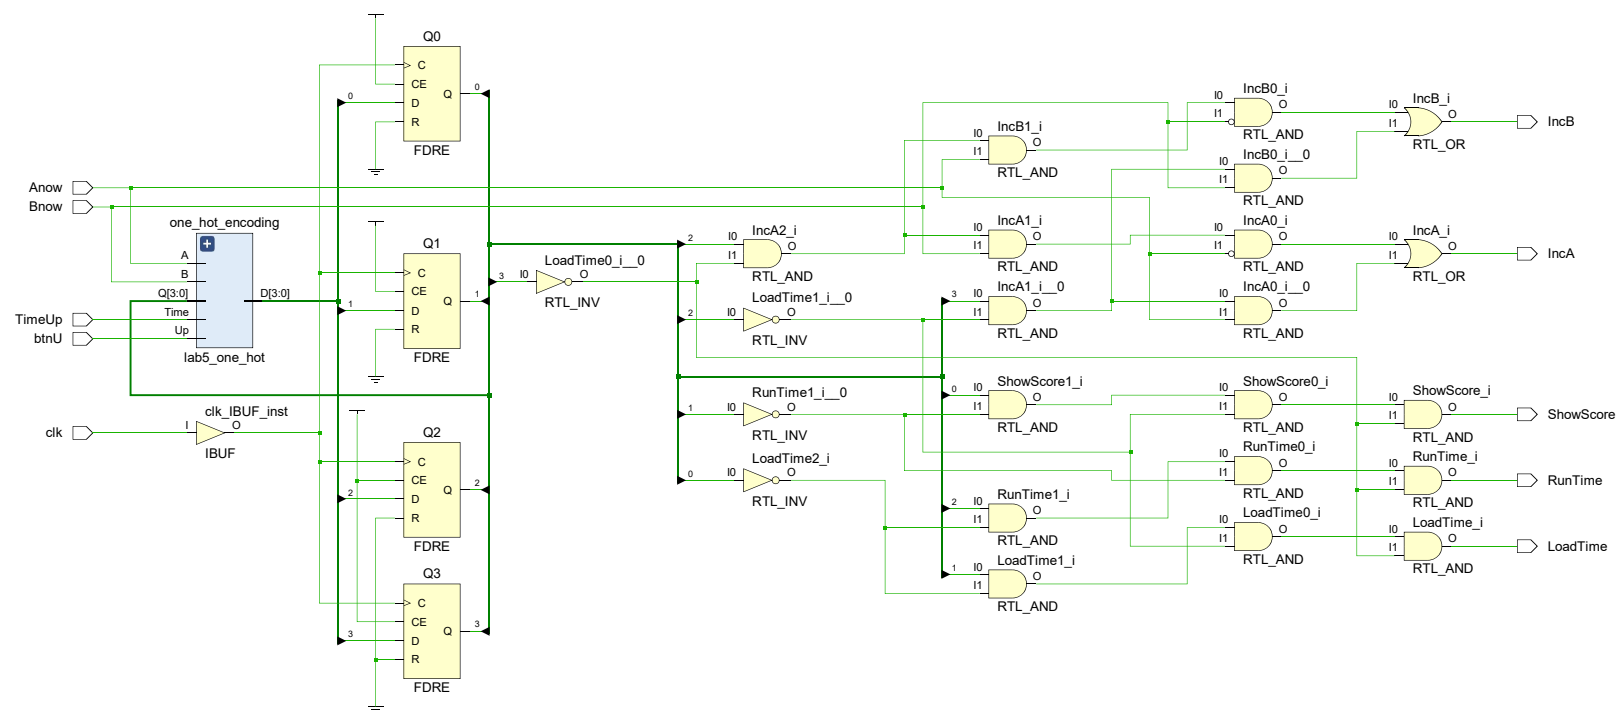 Q0
C
CE
D
R
Q
0
0
FDRE
Anow
Bnow
TimeUp
btnU
clk
one_hot_encoding
A
B
Q[3:0]
Time
Up
D[3:0]
lab5_one_hot
clk_IBUF_inst
I
O
IBUF
Q1
C
CE
D
R
Q
1
1
FDRE
Q2
C
CE
D
R
Q
2
2
FDRE
Q3
C
CE
D
R
Q
3
3
FDRE
3
LoadTime0_i__0
I0
O
RTL_INV
2
IncA2_i
I0
I1
O
RTL_AND
2
LoadTime1_i__0
I0
O
RTL_INV
1
RunTime1_i__0
I0
O
RTL_INV
0
LoadTime2_i
I0
O
RTL_INV
IncB1_i
I0
I1
O
RTL_AND
IncA1_i
I0
I1
O
RTL_AND
3
IncA1_i__0
I0
I1
O
RTL_AND
0
ShowScore1_i
I0
I1
O
RTL_AND
2
RunTime1_i
I0
I1
O
RTL_AND
1
LoadTime1_i
I0
I1
O
RTL_AND
IncB0_i
I0
I1
O
RTL_AND
IncB0_i__0
I0
I1
O
RTL_AND
IncA0_i
I0
I1
O
RTL_AND
IncA0_i__0
I0
I1
O
RTL_AND
ShowScore0_i
I0
I1
O
RTL_AND
RunTime0_i
I0
I1
O
RTL_AND
LoadTime0_i
I0
I1
O
RTL_AND
IncB_i
I0
I1
O
RTL_OR
IncB
IncA_i
I0
I1
O
RTL_OR
IncA
ShowScore_i
I0
I1
O
RTL_AND
ShowScore
RunTime_i
I0
I1
O
RTL_AND
RunTime
LoadTime_i
I0
I1
O
RTL_AND
LoadTime